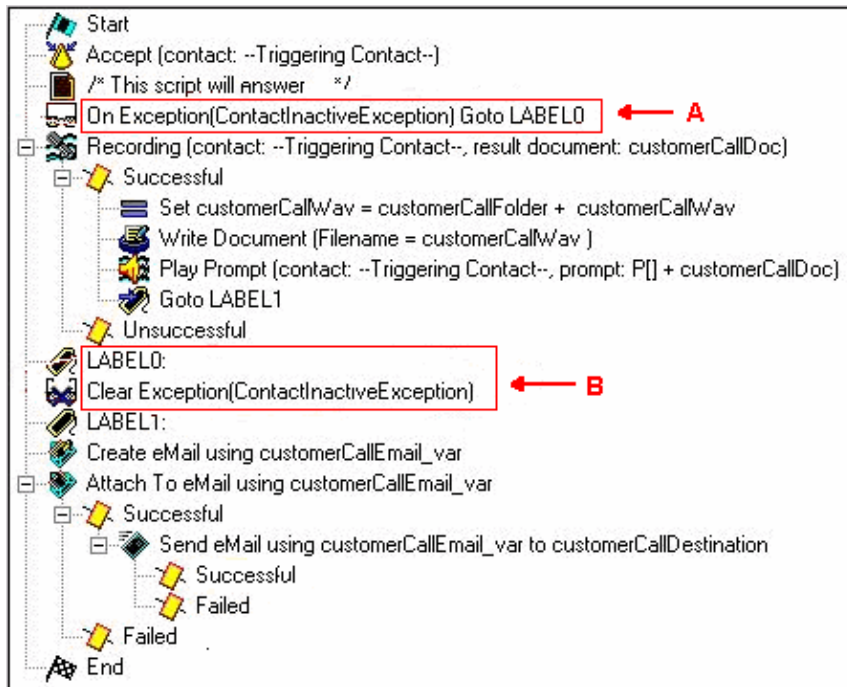 Start
Accept (contact: --Triggering Contact--)
/* This script will answer */
On Exception(ContactInactiveException) Goto LABEL0
A
Recording (contact: --Triggering Contact--, result document: customerCallDoc)
Successful
Set customerCallWav = customerCallFolder + customerCallWav
Write Document (Filename = customerCallWav )
Play Prompt (contact: --Triggering Contact--, prompt: P[] + customerCallDoc)
Goto LABEL1
Unsuccessful
LABEL0:
Clear Exception(ContactInactiveException)
B
LABEL1:
Create eMail using customerCallEmail_var
Attach To eMail using customerCallEmail_var
Successful
Send eMail using customerCallEmail_var to customerCallDestination
Successful
Failed
Failed
End